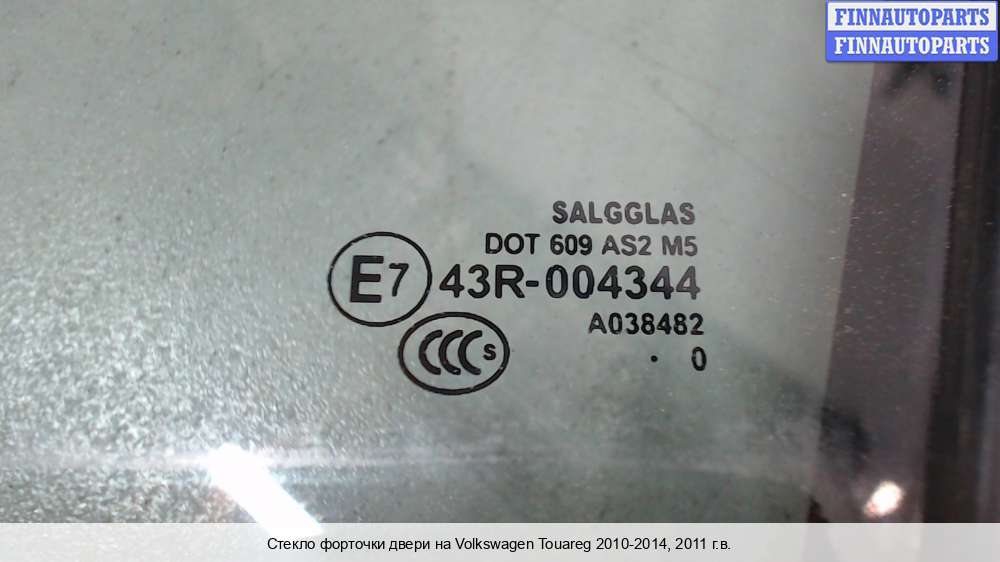 FINNAUTOPARTS
FINNAUTOPARTS
SALGGLAS
DOT 609 AS2 M5
E7 43R-004344
A038482
CCC S
. 0
Стекло форточки двери на Volkswagen Touareg 2010-2014, 2011 г.в.